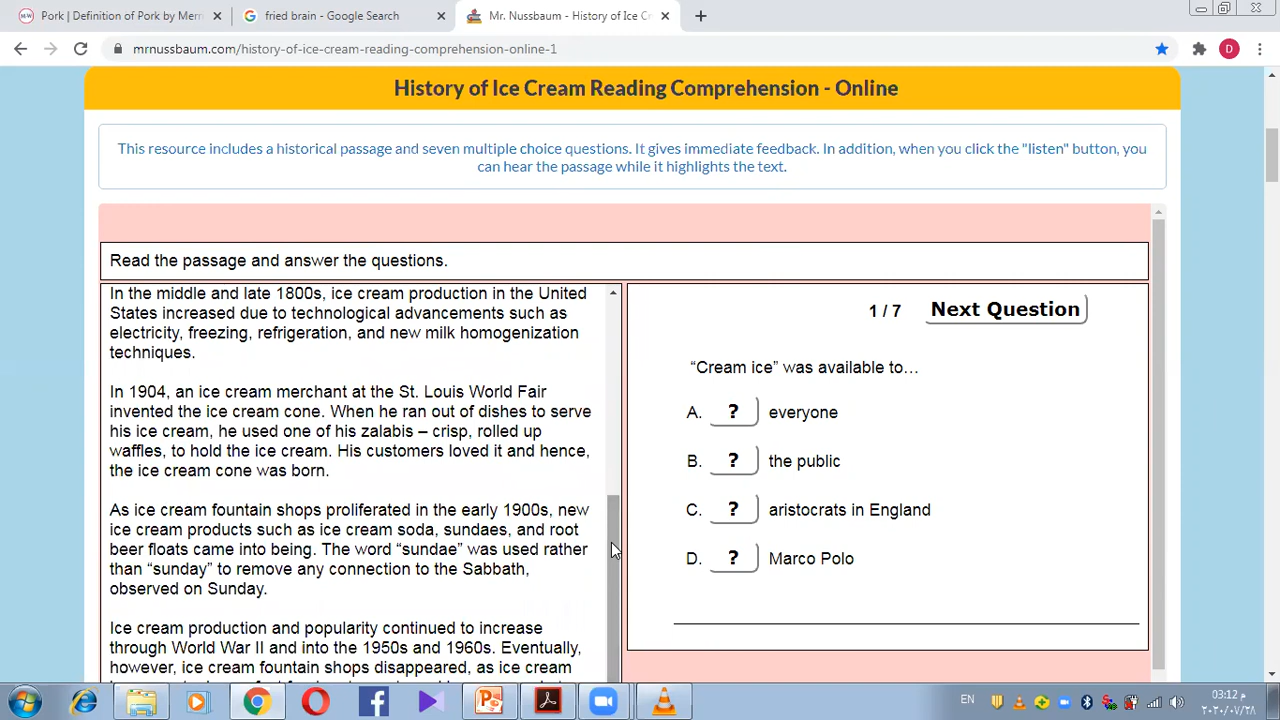 Pork | Definition of Pork by Merr
fried brain - Google Search
Mr. Nussbaum - History of Ice Cr
mrnussbaum.com/history-of-ice-cream-reading-comprehension-online-1
D
History of Ice Cream Reading Comprehension - Online
This resource includes a historical passage and seven multiple choice questions. It gives immediate feedback. In addition, when you click the "listen" button, you
can hear the passage while it highlights the text.
Read the passage and answer the questions.
In the middle and late 1800s, ice cream production in the United
States increased due to technological advancements such as
electricity, freezing, refrigeration, and new milk homogenization
techniques.
In 1904, an ice cream merchant at the St. Louis World Fair
invented the ice cream cone. When he ran out of dishes to serve
his ice cream, he used one of his zalabis – crisp, rolled up
waffles, to hold the ice cream. His customers loved it and hence,
the ice cream cone was born.
As ice cream fountain shops proliferated in the early 1900s, new
ice cream products such as ice cream soda, sundaes, and root
beer floats came into being. The word “sundae” was used rather
than “sunday” to remove any connection to the Sabbath,
observed on Sunday.
Ice cream production and popularity continued to increase
through World War II and into the 1950s and 1960s. Eventually,
however, ice cream fountain shops disappeared, as ice cream
1 / 7
Next Question
“Cream ice” was available to…
A. ? everyone
B. ? the public
C. ? aristocrats in England
D. ? Marco Polo
EN
م 03:12
٢٠٢٠/٠٧/٢٨